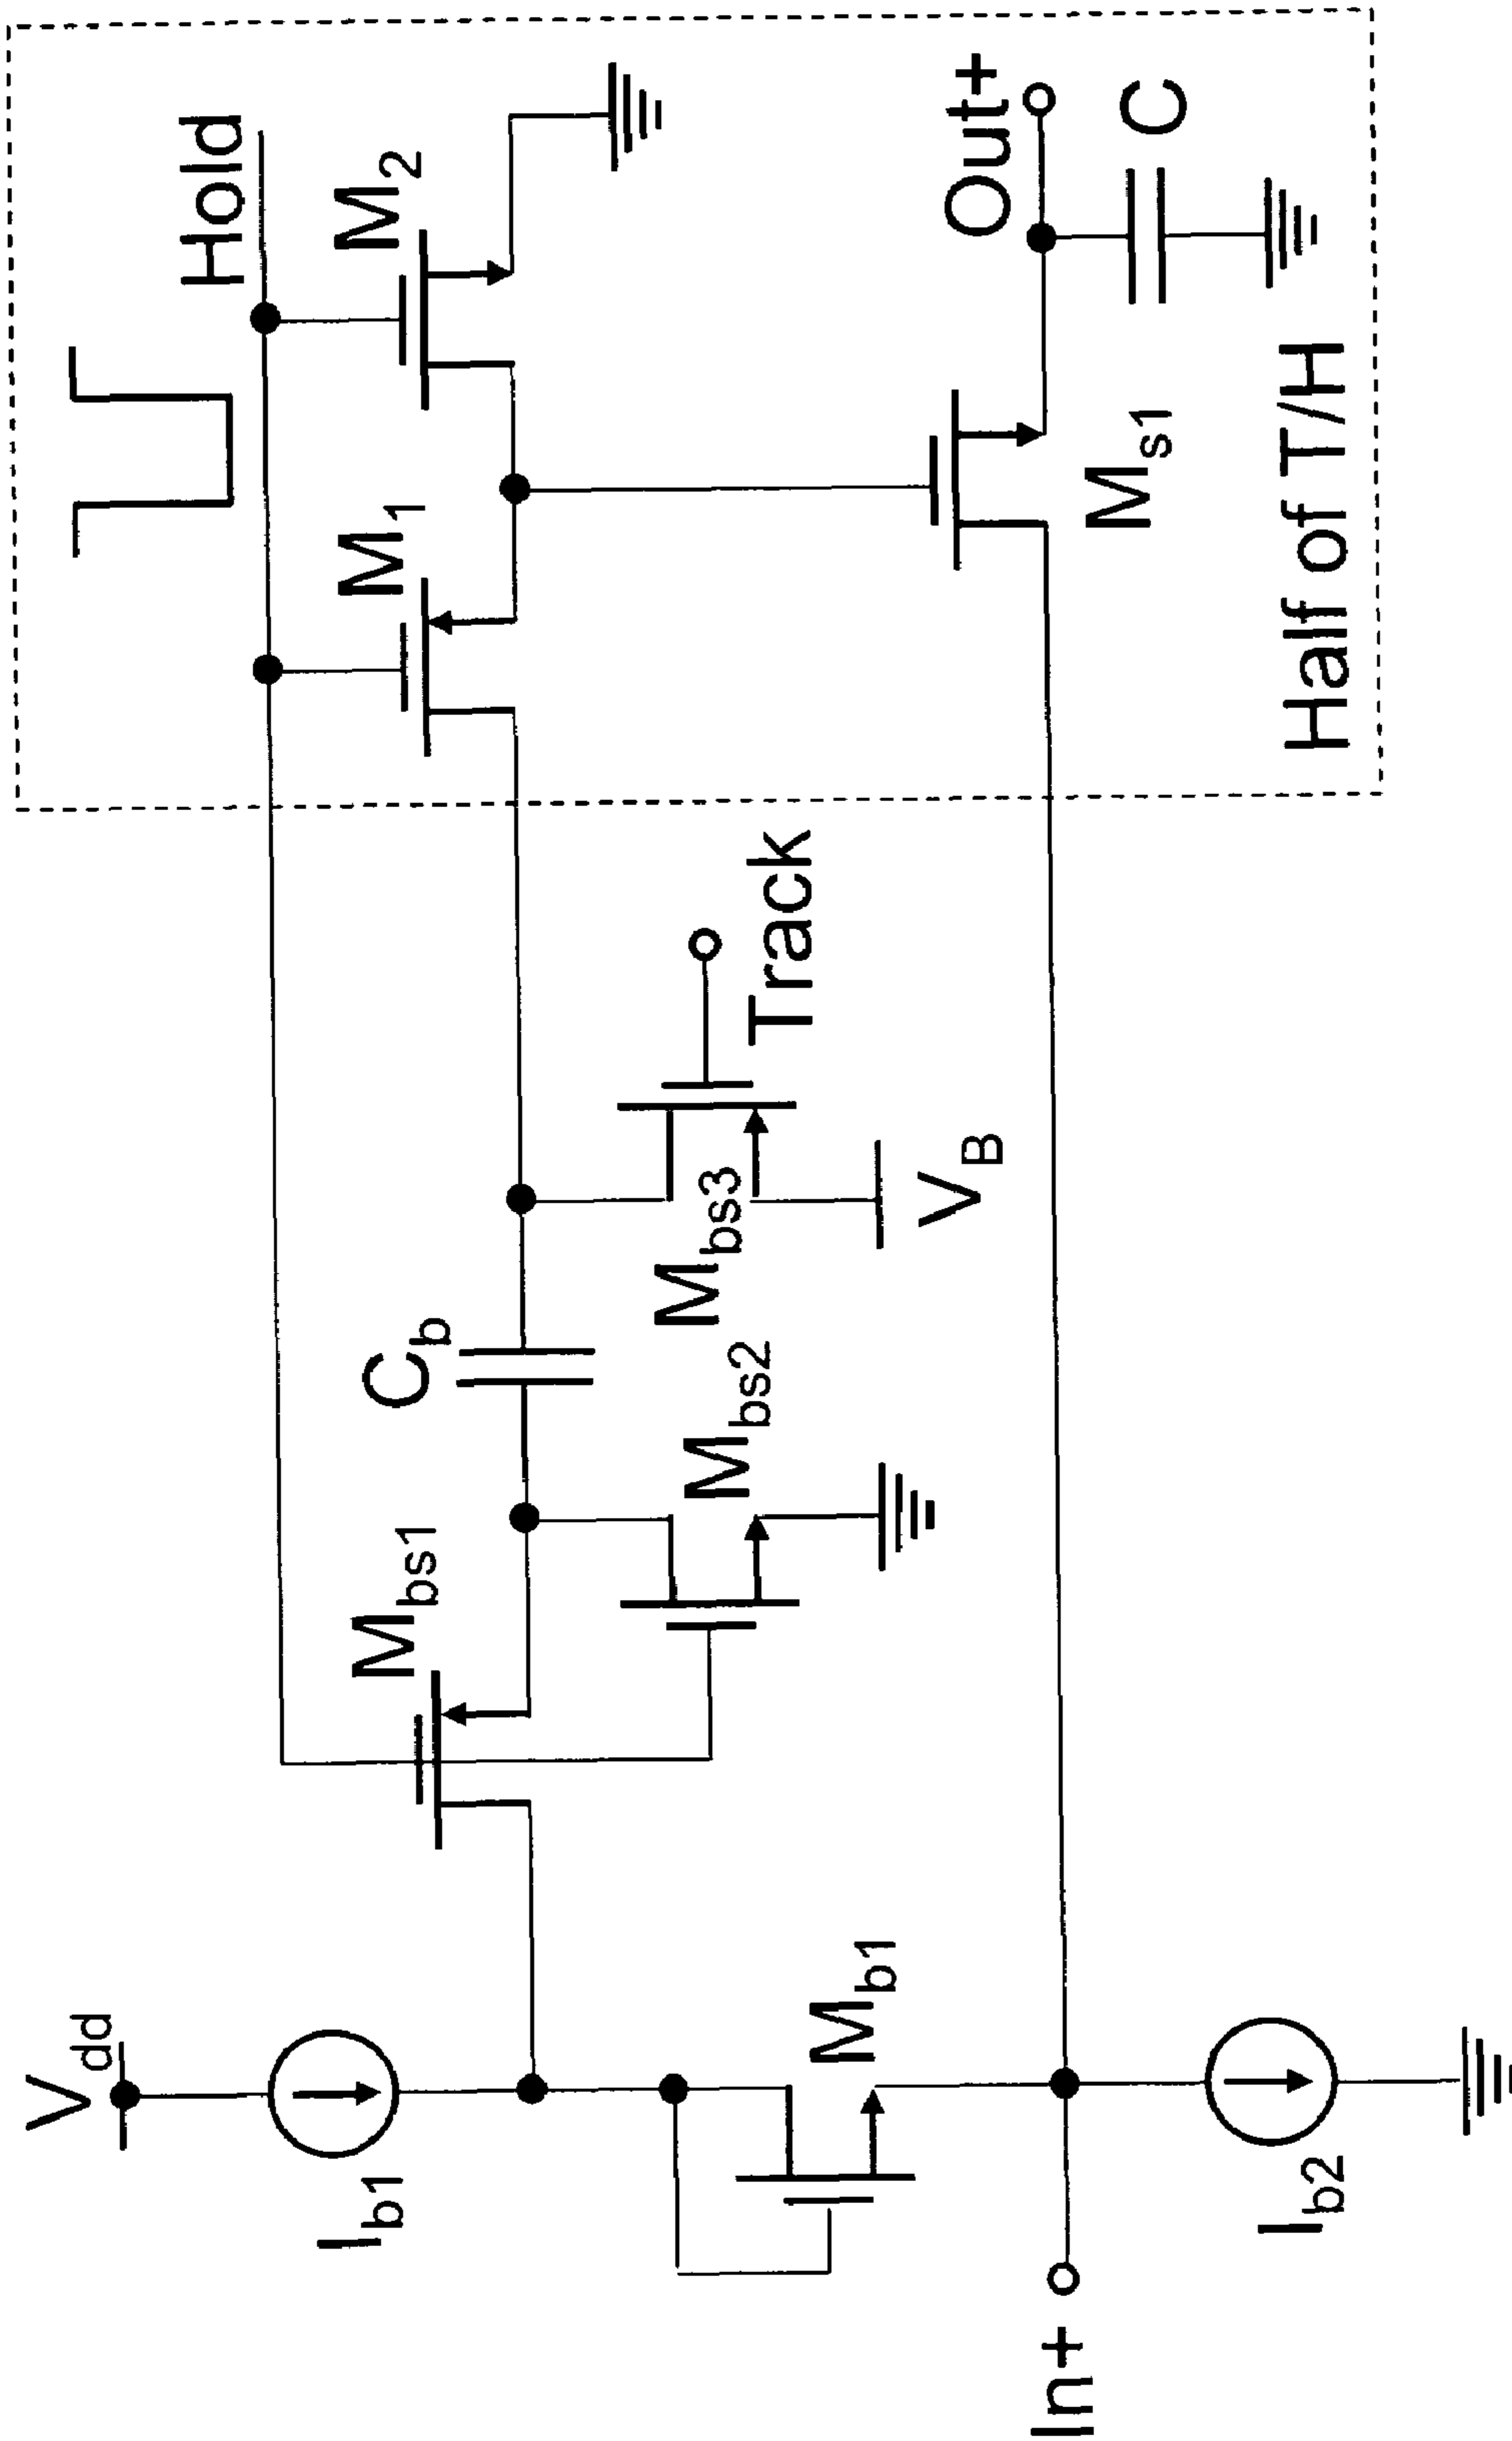 Hold
M1
M2
Vdd
Ib1
Mbs1
Cb
Mbs2
Mbs3
Track
VB
Mb1
Ms1
Out+
C
In+
Ib2
Half of T/H